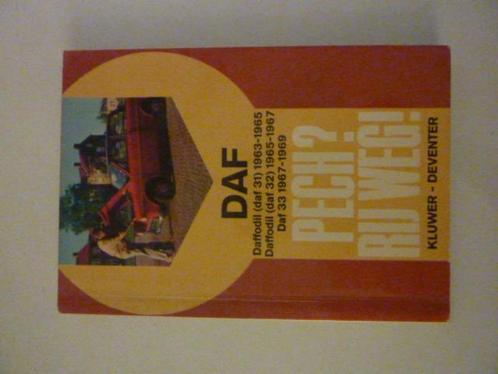 DAF
Daffodil (daf 31) 1963-1965
Daffodil (daf 32) 1965-1967
Daf 33 1967-1969
PECH?
RIJ WEG!
KLUWER - DEVENTER